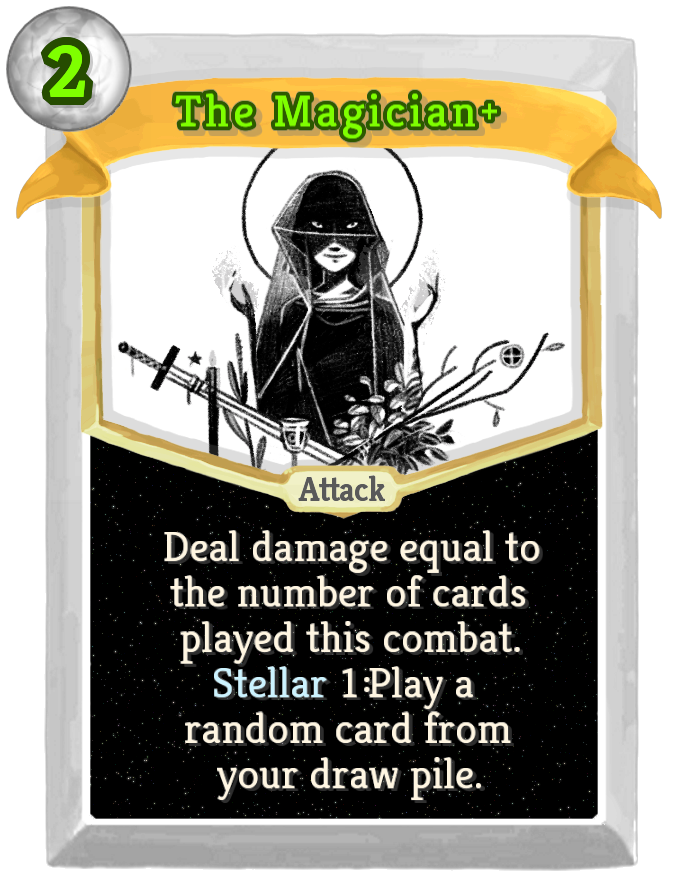 2
The Magician+
Attack
Deal damage equal to
the number of cards
played this combat.
Stellar 1:Play a
random card from
your draw pile.